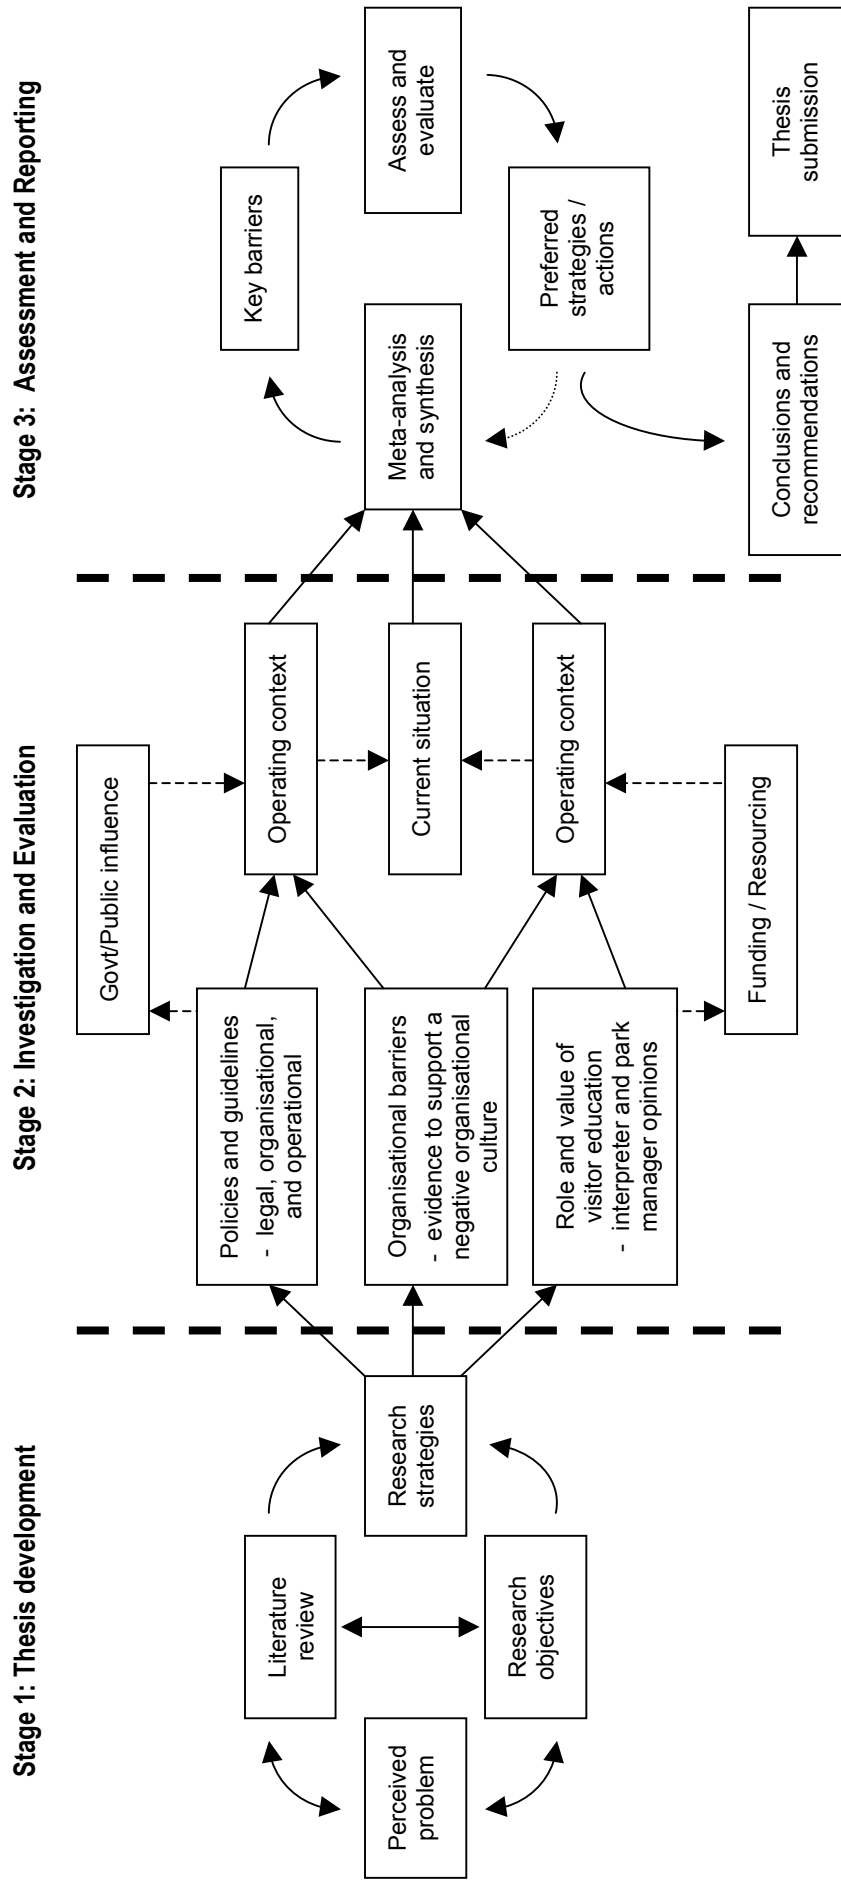 Stage 1: Thesis development
Perceived
problem
Literature
review
Research
objectives
Research
strategies
Stage 2: Investigation and Evaluation
Policies and guidelines
- legal, organisational,
and operational
Organisational barriers
- evidence to support a
negative organisational
culture
Role and value of
visitor education
- interpreter and park
manager opinions
Govt/Public influence
Operating context
Current situation
Operating context
Funding / Resourcing
Stage 3: Assessment and Reporting
Meta-analysis
and synthesis
Key barriers
Assess and
evaluate
Preferred
strategies /
actions
Conclusions and
recommendations
Thesis
submission